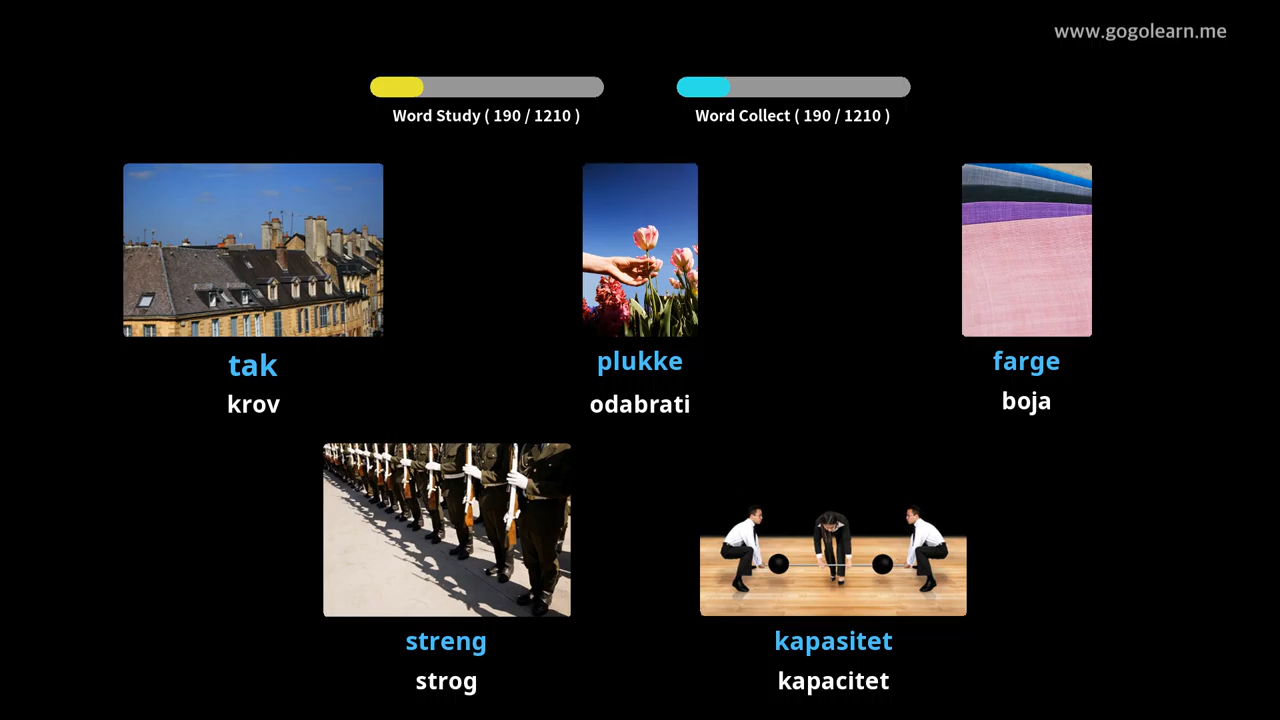 www.gogolearn.me
Word Study ( 190 / 1210 )
Word Collect ( 190 / 1210 )
tak
krov
plukke
odabrati
farge
boja
streng
strog
kapasitet
kapacitet